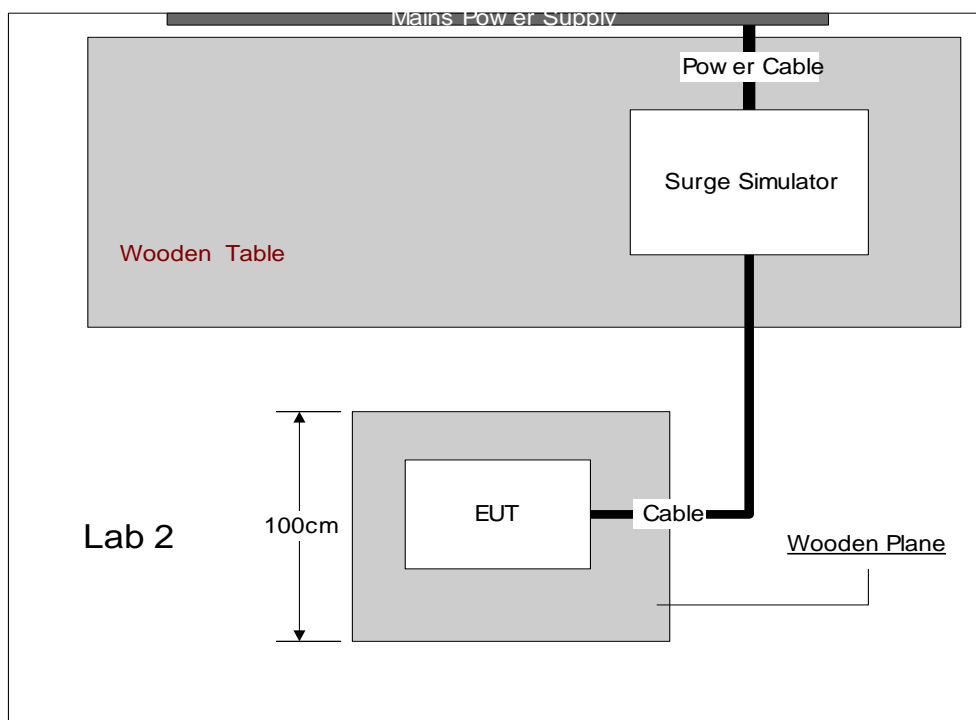 Mains Power Supply
Power Cable
Surge Simulator
Wooden Table
EUT
Cable
100cm
Lab 2
Wooden Plane